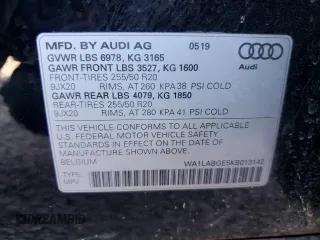 MFD. BY AUDI AG 0519
GVWR LBS 6978, KG 3165
GAWR FRONT LBS 3527, KG 1600
FRONT-TIRES 255/50 R20
9JX20 RIMS, AT 260 KPA 38 PSI COLD
GAWR REAR LBS 4079, KG 1850
REAR-TIRES 255/50 R20
9JX20 RIMS, AT 280 KPA 41 PSI COLD
Audi
THIS VEHICLE CONFORMS TO ALL APPLICABLE
U.S. FEDERAL MOTOR VEHICLE SAFETY
STANDARDS IN EFFECT ON THE DATE OF
MANUFACTURE SHOWN ABOVE
BELGIUM
WA1LABGE5KB013142
TYPE:
MPV
DREAMBID